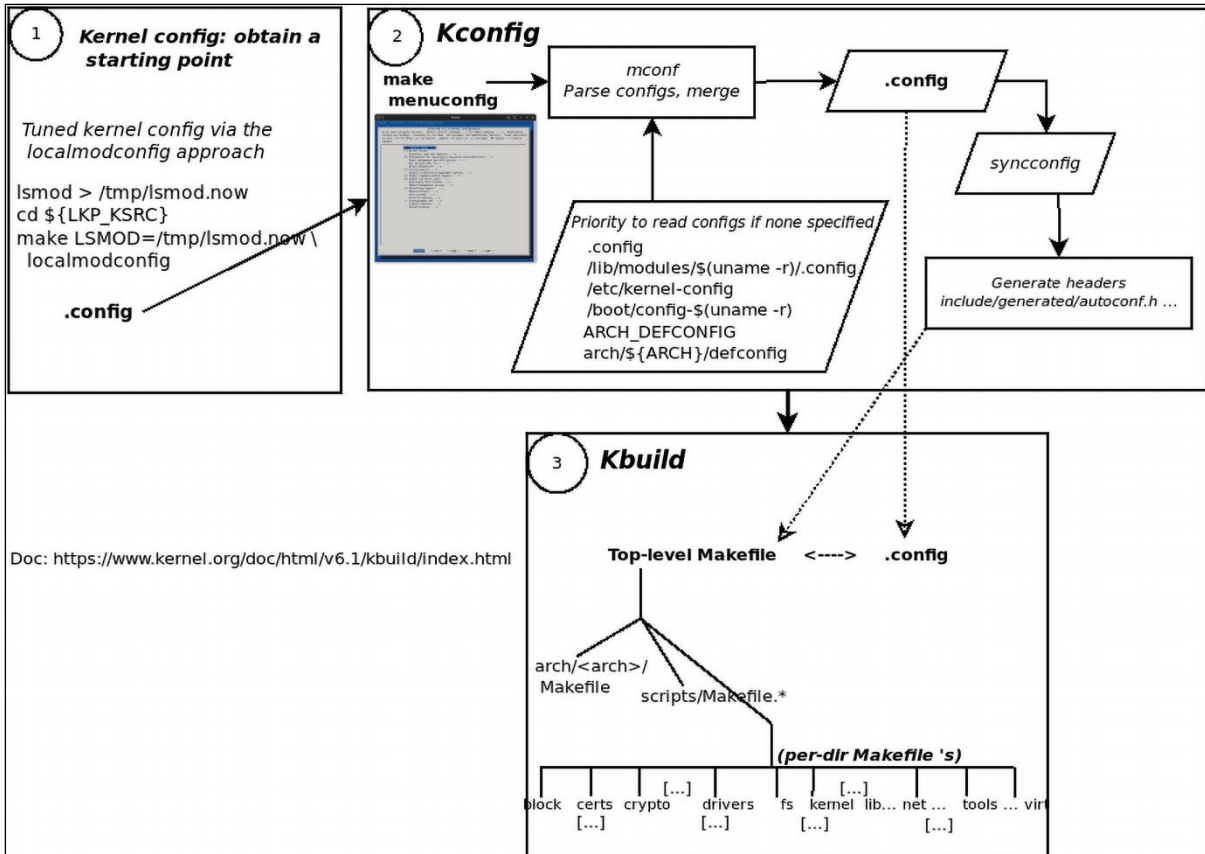 1
Kernel config: obtain a
starting point
Tuned kernel config via the
localmodconfig approach
lsmod > /tmp/lsmod.now
cd ${LKP_KSRC}
make LSMOD=/tmp/lsmod.now \
localmodconfig
.config
2
Kconfig
make
menuconfig
mconf
Parse configs, merge
.config
syncconfig
Priority to read configs if none specified
.config
/lib/modules/$(uname -r)/.config
/etc/kernel-config
/boot/config-$(uname -r)
ARCH_DEFCONFIG
arch/${ARCH}/defconfig
Generate headers
include/generated/autoconf.h ...
3
Kbuild
Doc: https://www.kernel.org/doc/html/v6.1/kbuild/index.html
Top-level Makefile <----> .config
arch/<arch>/
Makefile
scripts/Makefile.*
(per-dir Makefile 's)
[...] [...]
block certs crypto drivers fs kernel lib... net ... tools ... virt
[...] [...] [...] [...]